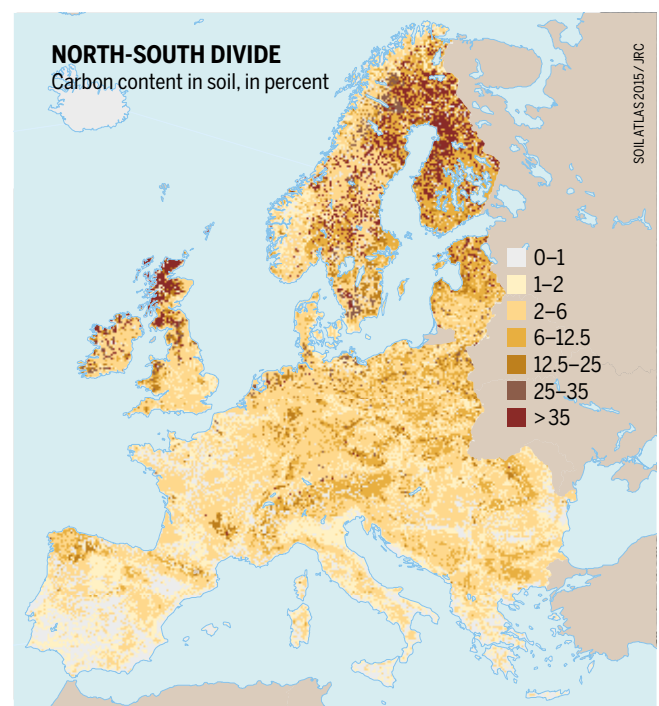 NORTH-SOUTH DIVIDE
Carbon content in soil, in percent
SOIL ATLAS 2015 / JRC
0–1
1–2
2–6
6–12.5
12.5–25
25–35
> 35